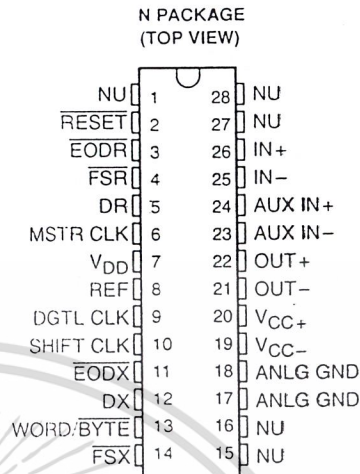 N PACKAGE
(TOP VIEW)
NU 1 28 NU
RESET 2 27 NU
EODR 3 26 IN+
FSR 4 25 IN−
DR 5 24 AUX IN+
MSTR CLK 6 23 AUX IN−
VDD 7 22 OUT+
REF 8 21 OUT−
DGTL CLK 9 20 VCC+
SHIFT CLK 10 19 VCC−
EODX 11 18 ANLG GND
DX 12 17 ANLG GND
WORD/BYTE 13 16 NU
FSX 14 15 NU